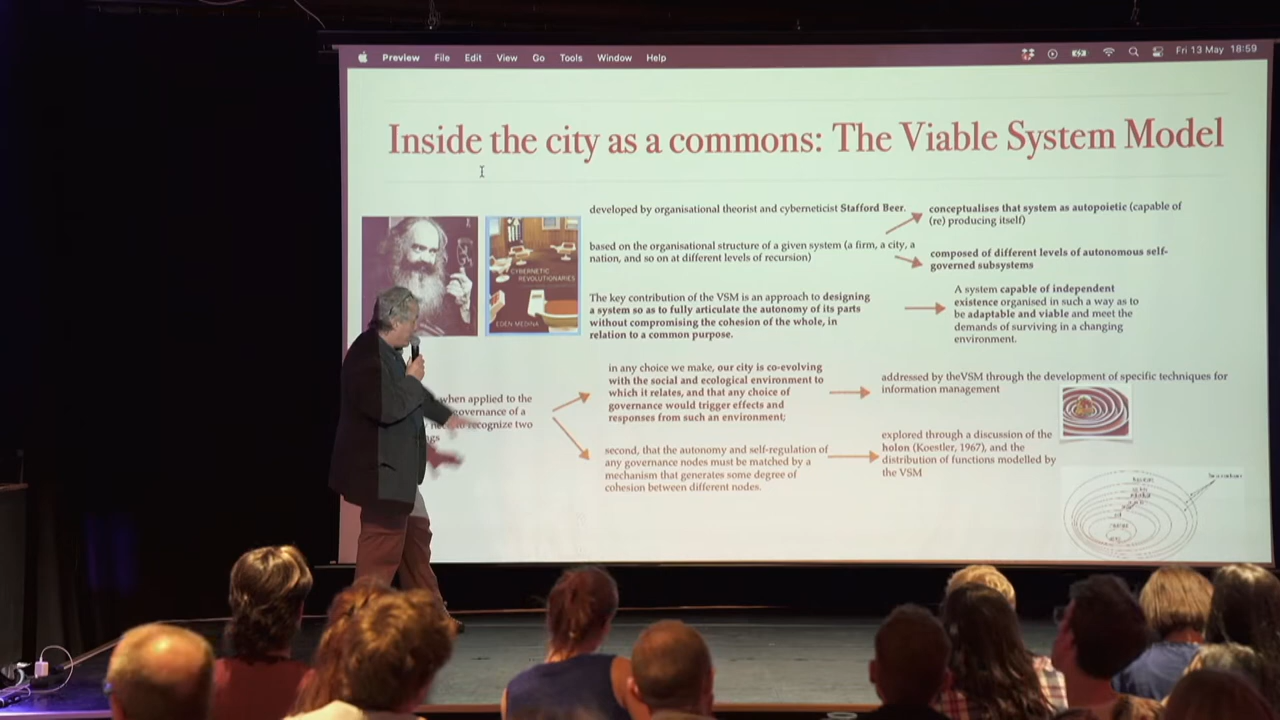 Preview File Edit View Go Tools Window Help
Fri 13 May 18:59
Inside the city as a commons: The Viable System Model
developed by organisational theorist and cyberneticist Stafford Beer.
based on the organisational structure of a given system (a firm, a city, a
nation, and so on at different levels of recursion)
conceptualises that system as autopoietic (capable of
(re) producing itself)
composed of different levels of autonomous self-
governed subsystems
CYBERNETIC
REVOLUTIONARIES
EDEN MEDINA
The key contribution of the VSM is an approach to designing
a system so as to fully articulate the autonomy of its parts
without compromising the cohesion of the whole, in
relation to a common purpose.
A system capable of independent
existence organised in such a way as to
be adaptable and viable and meet the
demands of surviving in a changing
environment.
when applied to the
governance of a
to recognize two
in any choice we make, our city is co-evolving
with the social and ecological environment to
which it relates, and that any choice of
governance would trigger effects and
responses from such an environment;
addressed by theVSM through the development of specific techniques for
information management
second, that the autonomy and self-regulation of
any governance nodes must be matched by a
mechanism that generates some degree of
cohesion between different nodes.
explored through a discussion of the
holon (Koestler, 1967), and the
distribution of functions modelled by
the VSM